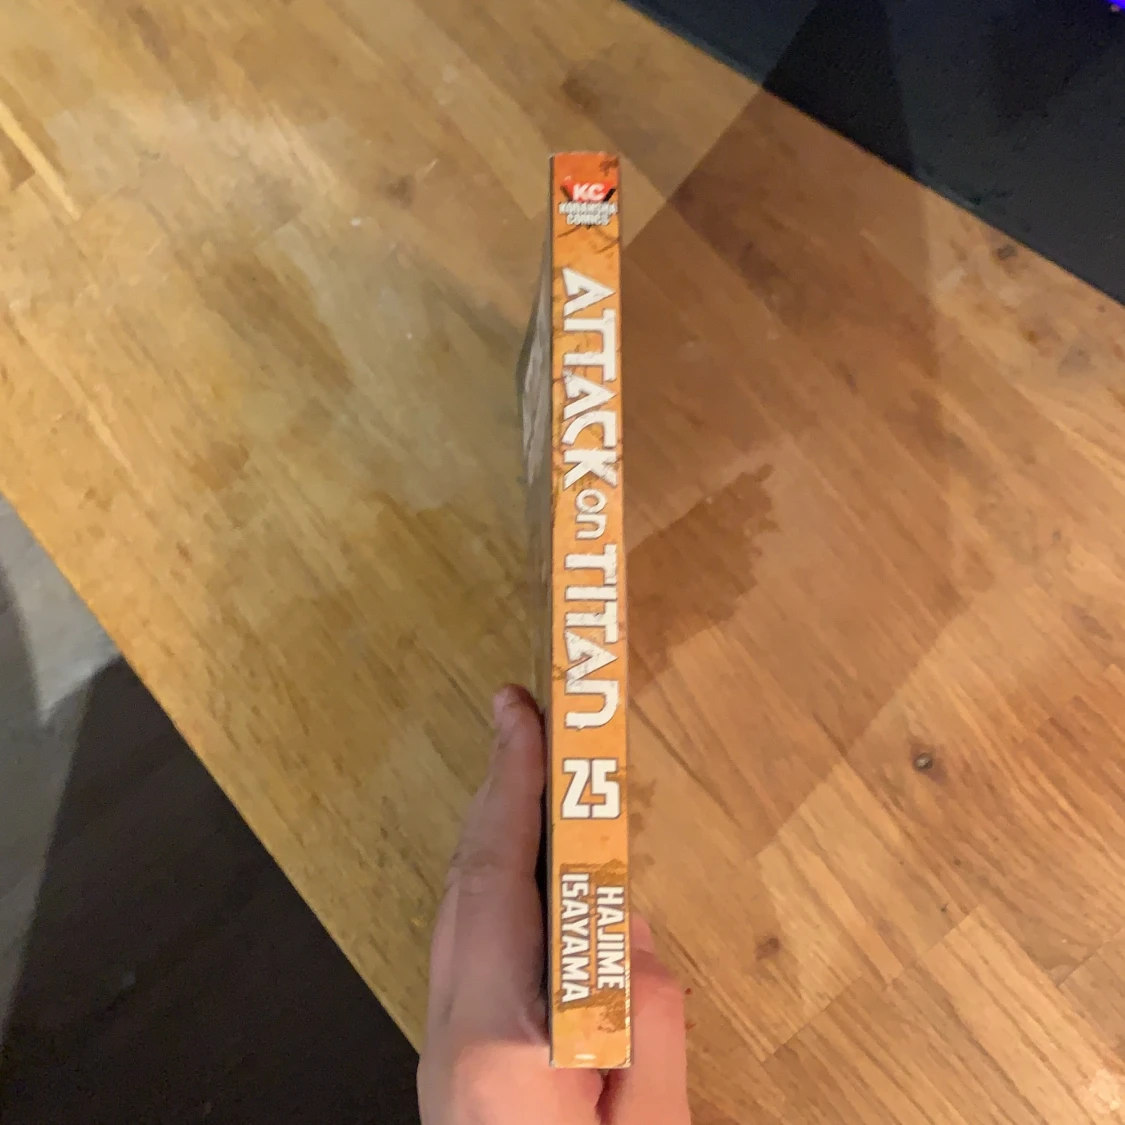 KC
KODANSHA
COMICS
ATTACK on TITAN
25
HAJIME
ISAYAMA